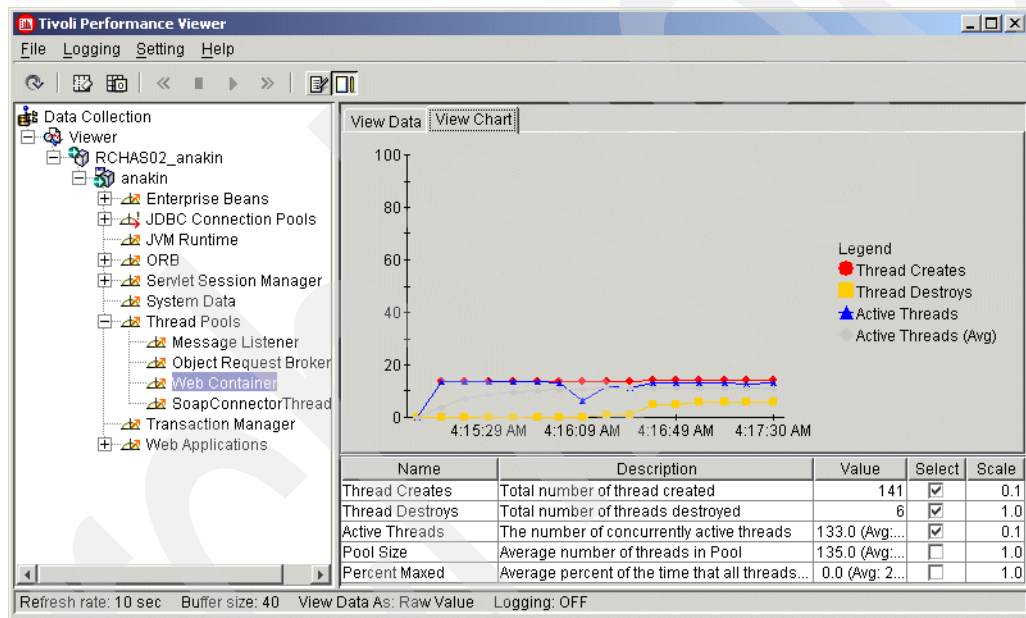 Tivoli Performance Viewer
File Logging Setting Help
Data Collection
Viewer
RCHAS02_anakin
anakin
Enterprise Beans
JDBC Connection Pools
JVM Runtime
ORB
Servlet Session Manager
System Data
Thread Pools
Message Listener
Object Request Broker
Web Container
SoapConnectorThread
Transaction Manager
Web Applications
View Data View Chart
100
80
60
40
20
0
4:15:29 AM 4:16:09 AM 4:16:49 AM 4:17:30 AM
Legend
Thread Creates
Thread Destroys
Active Threads
Active Threads (Avg)
Name Description Value Select Scale
Thread Creates Total number of thread created 141 0.1
Thread Destroys Total number of threads destroyed 6 1.0
Active Threads The number of concurrently active threads 133.0 (Avg:... 0.1
Pool Size Average number of threads in Pool 135.0 (Avg:... 1.0
Percent Maxed Average percent of the time that all threads... 0.0 (Avg: 2... 1.0
Refresh rate: 10 sec Buffer size: 40 View Data As: Raw Value Logging: OFF